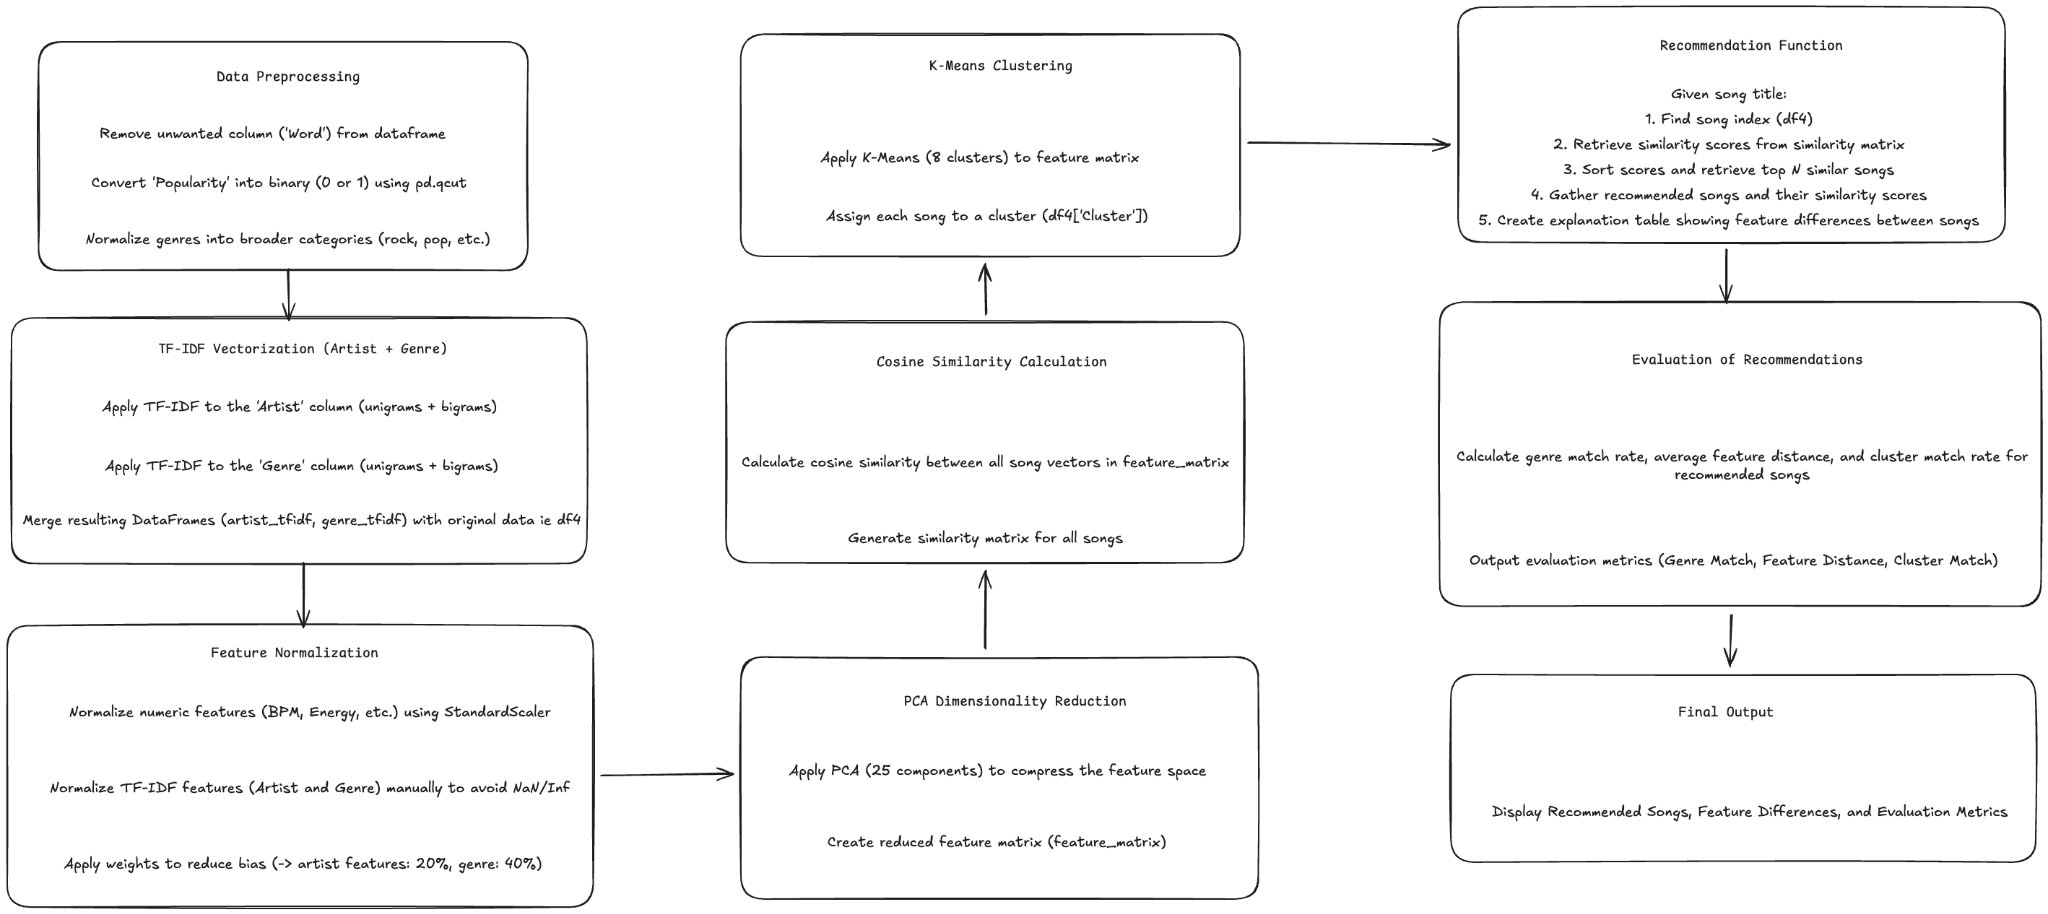 Data Preprocessing
Remove unwanted column ('Word') from dataframe
Convert 'Popularity' into binary (0 or 1) using pd.qcut
Normalize genres into broader categories (rock, pop, etc.)
TF-IDF Vectorization (Artist + Genre)
Apply TF-IDF to the 'Artist' column (unigrams + bigrams)
Apply TF-IDF to the 'Genre' column (unigrams + bigrams)
Merge resulting DataFrames (artist_tfidf, genre_tfidf) with original data ie df4
Feature Normalization
Normalize numeric features (BPM, Energy, etc.) using StandardScaler
Normalize TF-IDF features (Artist and Genre) manually to avoid NaN/Inf
Apply weights to reduce bias (-> artist features: 20%, genre: 40%)
PCA Dimensionality Reduction
Apply PCA (25 components) to compress the feature space
Create reduced feature matrix (feature_matrix)
Cosine Similarity Calculation
Calculate cosine similarity between all song vectors in feature_matrix
Generate similarity matrix for all songs
K-Means Clustering
Apply K-Means (8 clusters) to feature matrix
Assign each song to a cluster (df4['Cluster'])
Recommendation Function
Given song title:
1. Find song index (df4)
2. Retrieve similarity scores from similarity matrix
3. Sort scores and retrieve top N similar songs
4. Gather recommended songs and their similarity scores
5. Create explanation table showing feature differences between songs
Evaluation of Recommendations
Calculate genre match rate, average feature distance, and cluster match rate for
recommended songs
Output evaluation metrics (Genre Match, Feature Distance, Cluster Match)
Final Output
Display Recommended Songs, Feature Differences, and Evaluation Metrics